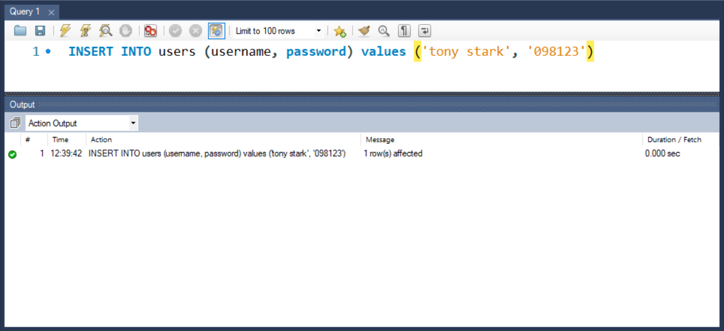 Query 1
Limit to 100 rows
1 INSERT INTO users (username, password) values ('tony stark', '098123')
Output
Action Output
# Time Action Message Duration / Fetch
1 12:39:42 INSERT INTO users (username, password) values ('tony stark', '098123') 1 row(s) affected 0.000 sec